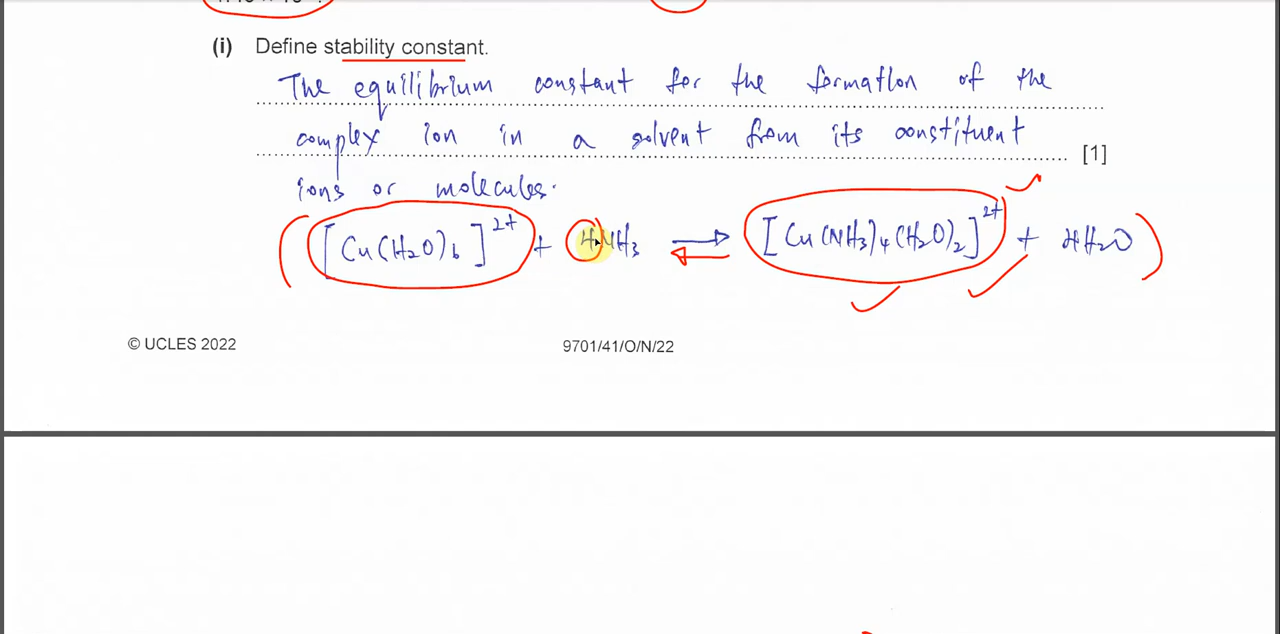 (i) Define stability constant.
The equilibrium constant for the formation of the
complex ion in a solvent from its constituent
[1]
ions or molecules.
([Cu(H₂O)₆]²⁺ + 4NH₃ ⇌ [Cu(NH₃)₄(H₂O)₂]²⁺ + 4H₂O)
© UCLES 2022
9701/41/O/N/22